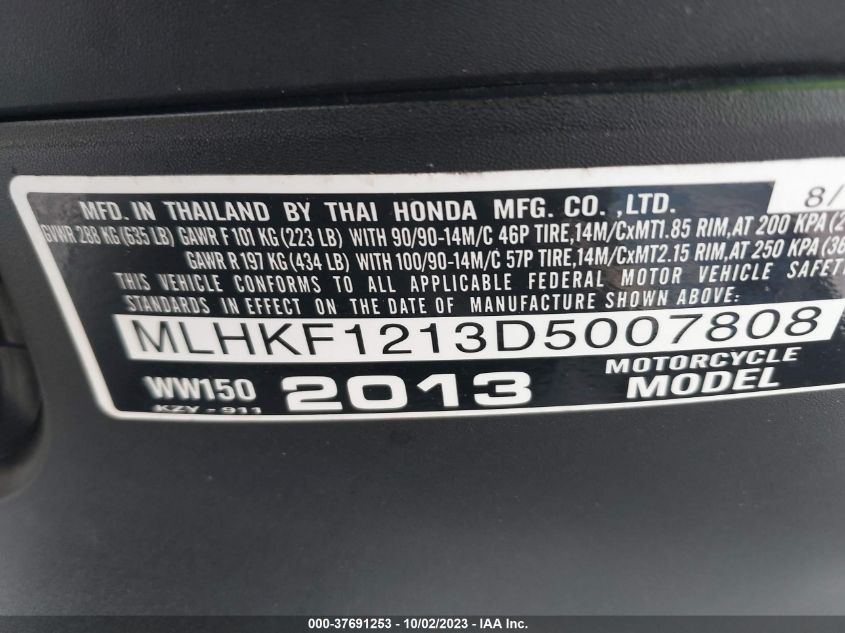 8/
MFD. IN THAILAND BY THAI HONDA MFG. CO. ,LTD.
GVWR 288 KG (635 LB) GAWR F 101 KG (223 LB) WITH 90/90-14M/C 46P TIRE,14M/CxMT1.85 RIM,AT 200 KPA (2
GAWR R 197 KG (434 LB) WITH 100/90-14M/C 57P TIRE,14M/CxMT2.15 RIM,AT 250 KPA (36
THIS VEHICLE CONFORMS TO ALL APPLICABLE FEDERAL MOTOR VEHICLE SAFET
STANDARDS IN EFFECT ON THE DATE OF MANUFACTURE SHOWN ABOVE:
MLHKF1213D5007808
WW150 2013 MOTORCYCLE
KZY - 911 MODEL
000-37691253 - 10/02/2023 - IAA Inc.